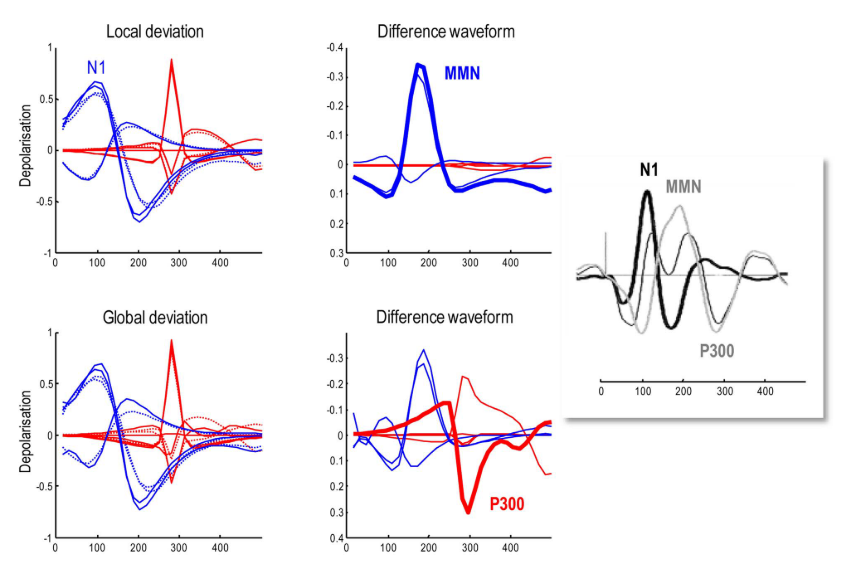 Local deviation
N1
Depolarisation
1
0.5
0
-0.5
-1
0 100 200 300 400
Difference waveform
MMN
-0.4
-0.3
-0.2
-0.1
0
0.1
0.2
0.3
0 100 200 300 400
Global deviation
Depolarisation
1
0.5
0
-0.5
-1
0 100 200 300 400
Difference waveform
-0.3
-0.2
-0.1
0
0.1
0.2
0.3
0.4
P300
0 100 200 300 400
N1
MMN
P300
0 100 200 300 400